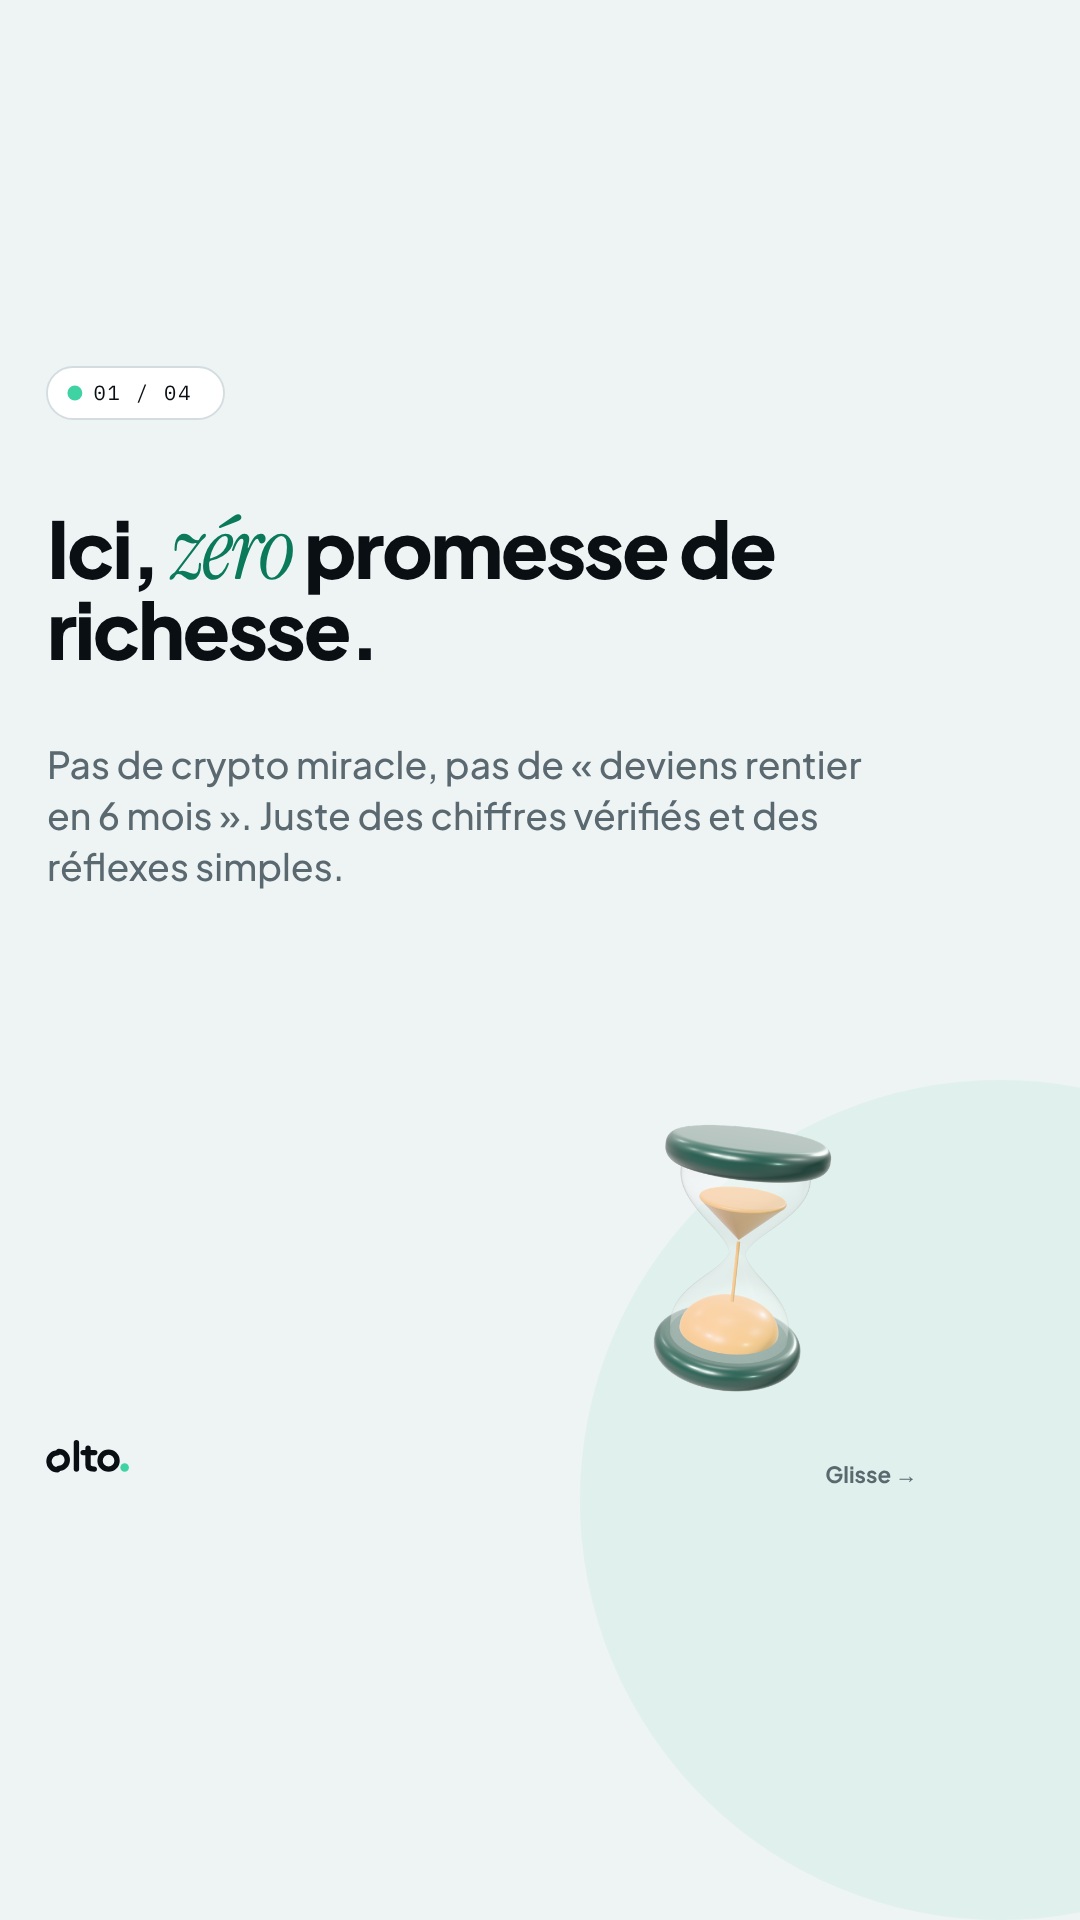 01 / 04
Ici, zéro promesse de
richesse.
Pas de crypto miracle, pas de « deviens rentier
en 6 mois ». Juste des chiffres vérifiés et des
réflexes simples.
olto.
Glisse →